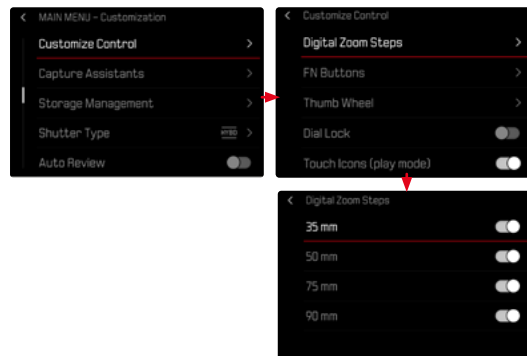 MAIN MENU - Customization
Customize Control
Capture Assistants
Storage Management
Shutter Type
HYBD
Auto Review
Customize Control
Digital Zoom Steps
FN Buttons
Thumb Wheel
Dial Lock
Touch Icons (play mode)
Digital Zoom Steps
35 mm
50 mm
75 mm
90 mm